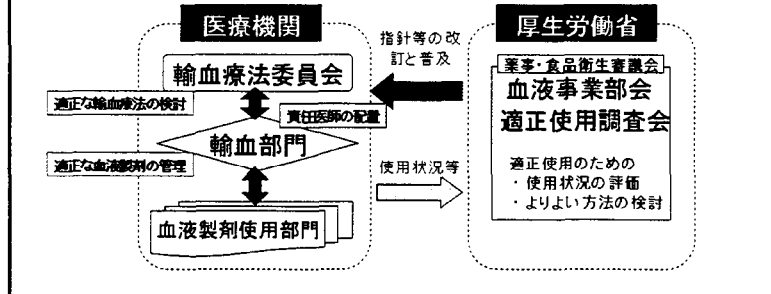 医療機関
輸血療法委員会
適正な輸血療法の検討
責任医師の配置
輸血部門
適正な血液製剤の管理
血液製剤使用部門
指針等の改
訂と普及
使用状況等
厚生労働省
薬事・食品衛生審議会
血液事業部会
適正使用調査会
適正使用のための
・使用状況の評価
・よりよい方法の検討